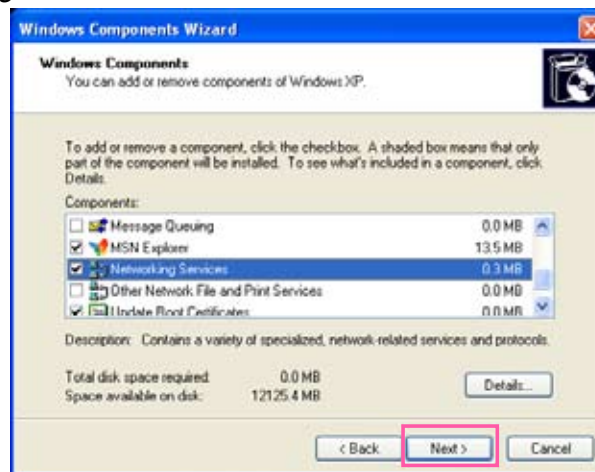 Windows Components Wizard
Windows Components
You can add or remove components of Windows XP.
To add or remove a component, click the checkbox. A shaded box means that only
part of the component will be installed. To see what's included in a component, click
Details.
Components:
Message Queuing 0.0 MB
MSN Explorer 13.5 MB
Networking Services 0.3 MB
Other Network File and Print Services 0.0 MB
Update Root Certificates 0.0 MB
Description: Contains a variety of specialized, network-related services and protocols.
Total disk space required: 0.0 MB
Space available on disk: 12125.4 MB
Details...
< Back Next > Cancel